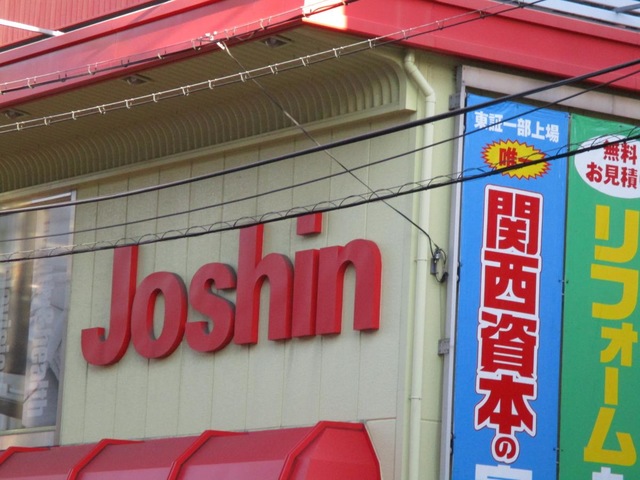 Joshin
東証一部上場
唯一
関西資本の
無料
お見積
リフォーム